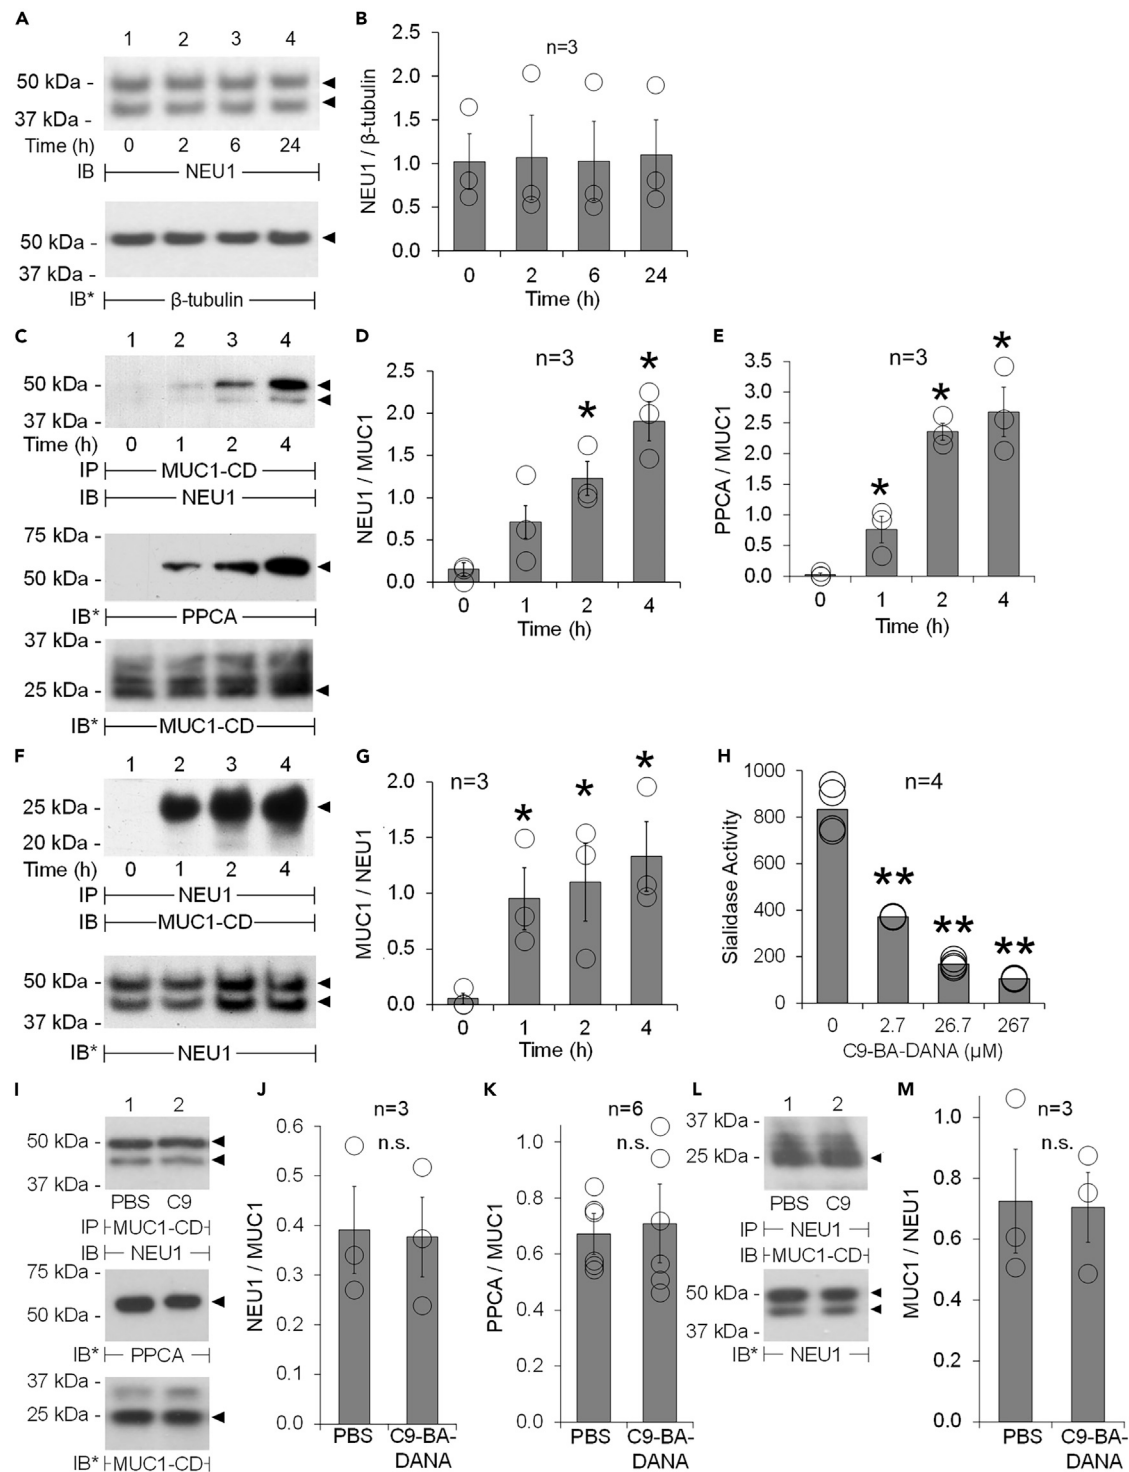 A
1 2 3 4
50 kDa -
37 kDa -
Time (h) 0 2 6 24
IB NEU1
50 kDa -
37 kDa -
IB* β-tubulin
B
n=3
NEU1 / β-tubulin
2.5
2.0
1.5
1.0
0.5
0.0
0 2 6 24
Time (h)
C
1 2 3 4
50 kDa -
37 kDa -
Time (h) 0 1 2 4
IP MUC1-CD
IB NEU1
75 kDa -
50 kDa -
IB* PPCA
37 kDa -
25 kDa -
IB* MUC1-CD
D
n=3
NEU1 / MUC1
2.5
2.0
1.5
1.0
0.5
0.0
* *
0 1 2 4
Time (h)
E
n=3
PPCA / MUC1
3.5
3.0
2.5
2.0
1.5
1.0
0.5
0.0
* * *
0 1 2 4
Time (h)
F
1 2 3 4
25 kDa -
20 kDa -
Time (h) 0 1 2 4
IP NEU1
IB MUC1-CD
50 kDa -
37 kDa -
IB* NEU1
G
n=3
MUC1 / NEU1
2.0
1.5
1.0
0.5
0.0
* * *
0 1 2 4
Time (h)
H
n=4
Sialidase Activity
1000
800
600
400
200
0
** ** **
0 2.7 26.7 267
C9-BA-DANA (µM)
I
1 2
50 kDa -
37 kDa -
PBS C9
IP MUC1-CD
IB NEU1
75 kDa -
50 kDa -
IB* PPCA
37 kDa -
25 kDa -
IB* MUC1-CD
J
n=3
n.s.
NEU1 / MUC1
0.6
0.5
0.4
0.3
0.2
0.1
0.0
PBS C9-BA-
DANA
K
n=6
n.s.
PPCA / MUC1
1.0
0.8
0.6
0.4
0.2
0.0
PBS C9-BA-
DANA
L
1 2
37 kDa -
25 kDa -
PBS C9
IP NEU1
IB MUC1-CD
50 kDa -
37 kDa -
IB* NEU1
M
n=3
n.s.
MUC1 / NEU1
1.0
0.8
0.6
0.4
0.2
0.0
PBS C9-BA-
DANA